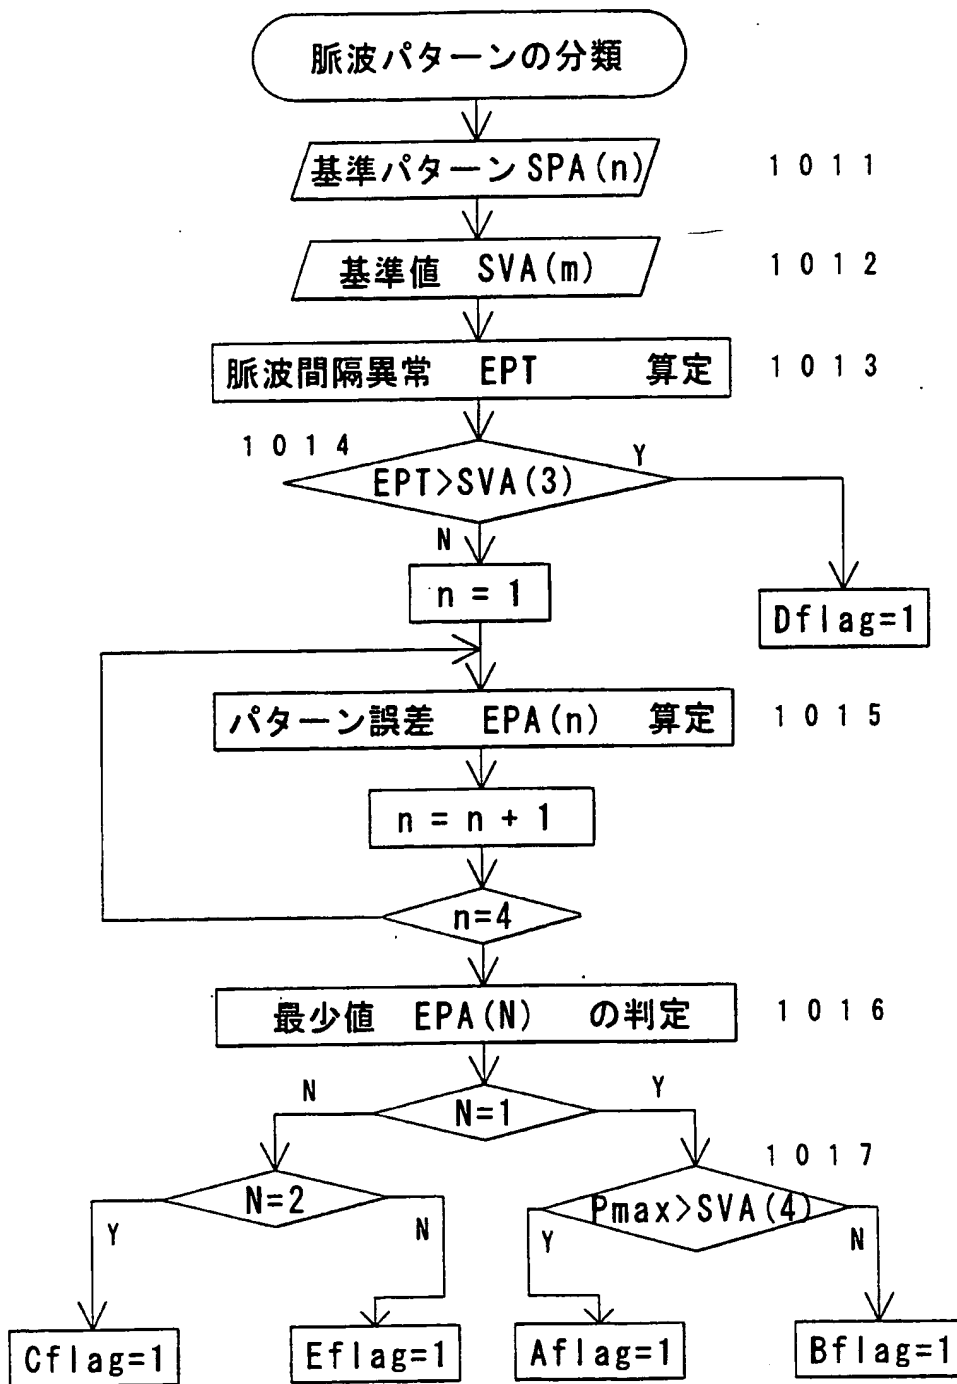 脈波パターンの分類
基準パターン SPA(n)
1011
基準値 SVA(m)
1012
脈波間隔異常 EPT 算定
1013
1014
EPT>SVA(3)
Y
N
n = 1
Dflag=1
パターン誤差 EPA(n) 算定
1015
n = n + 1
n=4
最少値 EPA(N) の判定
1016
N
N=1
Y
1017
N=2
Pmax>SVA(4)
Y
N
Y
N
Cflag=1
Eflag=1
Aflag=1
Bflag=1